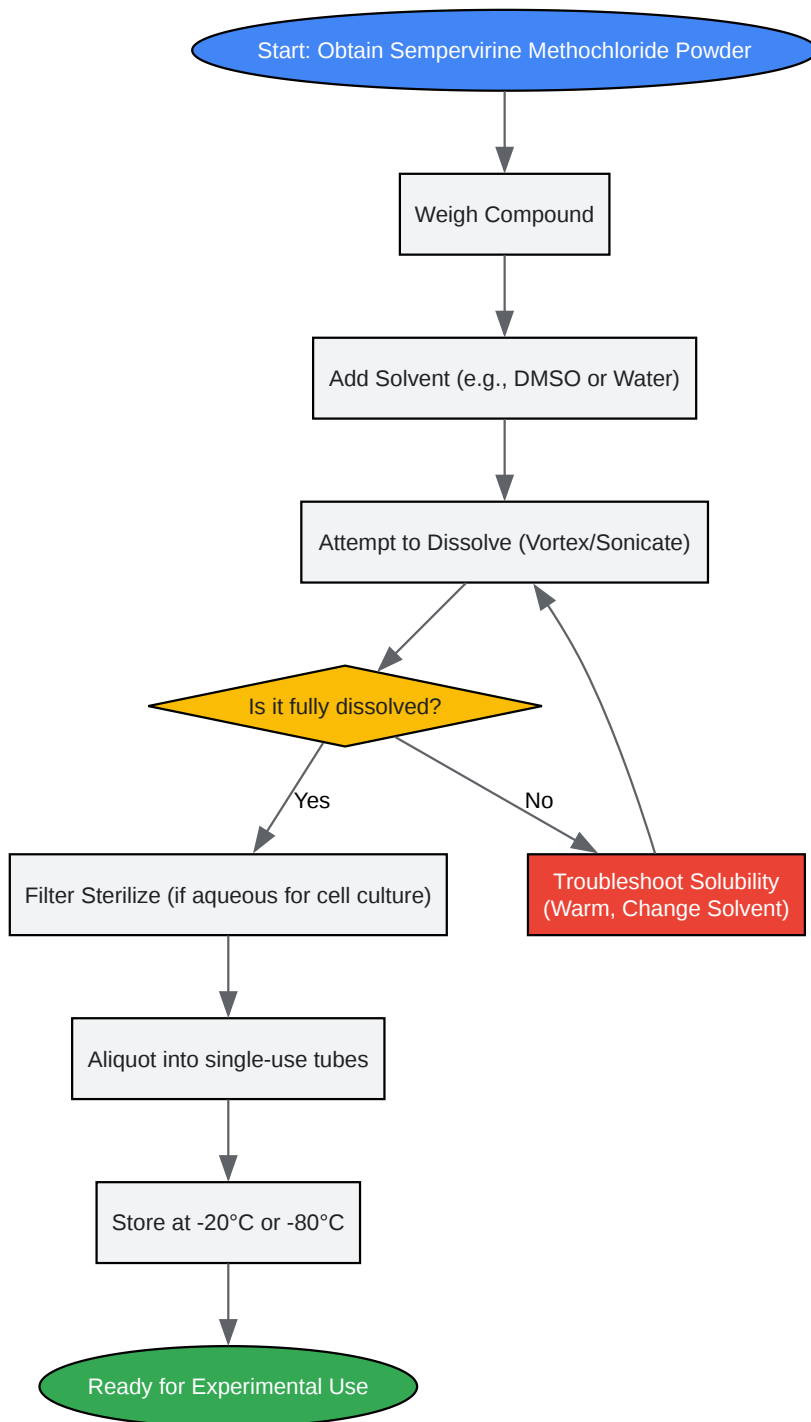 Start: Obtain Sempervirine Methochloride Powder
Weigh Compound
Add Solvent (e.g., DMSO or Water)
Attempt to Dissolve (Vortex/Sonicate)
Is it fully dissolved?
Yes
No
Filter Sterilize (if aqueous for cell culture)
Troubleshoot Solubility
(Warm, Change Solvent)
Aliquot into single-use tubes
Store at -20°C or -80°C
Ready for Experimental Use